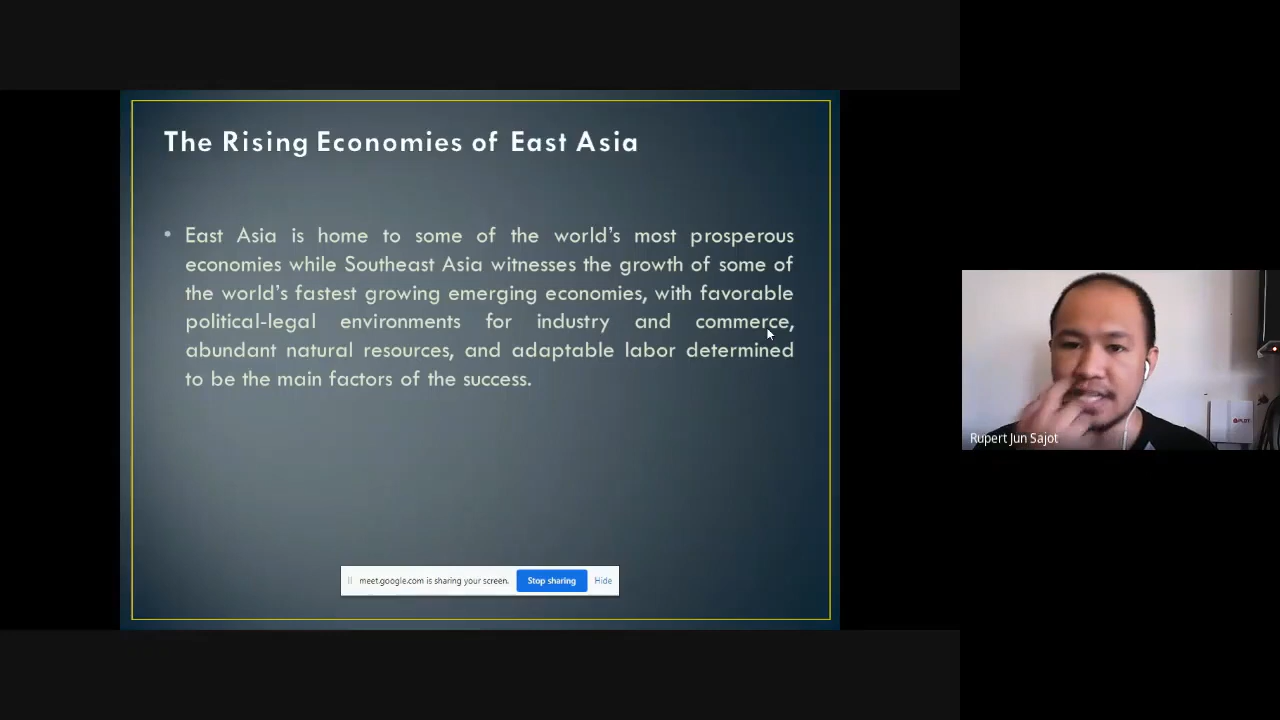 The Rising Economies of East Asia
• East Asia is home to some of the world's most prosperous
economies while Southeast Asia witnesses the growth of some of
the world's fastest growing emerging economies, with favorable
political-legal environments for industry and commerce,
abundant natural resources, and adaptable labor determined
to be the main factors of the success.
meet.google.com is sharing your screen. Stop sharing Hide
Rupert Jun Sajot
PLDT